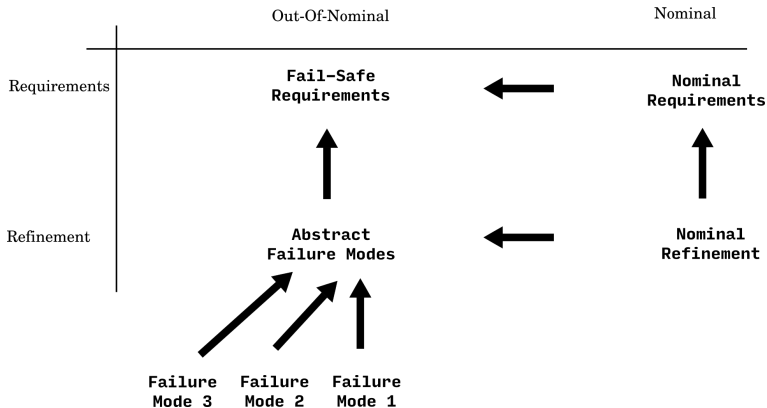 Out-Of-Nominal
Nominal
Requirements
Fail-Safe
Requirements
Nominal
Requirements
Refinement
Abstract
Failure Modes
Nominal
Refinement
Failure
Mode 3
Failure
Mode 2
Failure
Mode 1